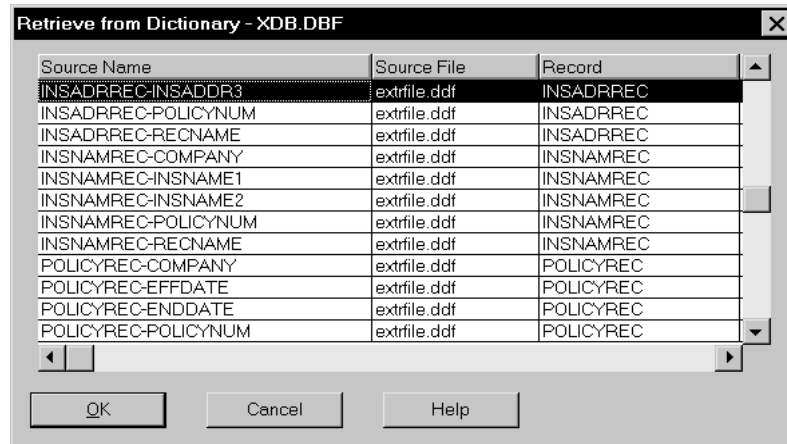 Retrieve from Dictionary - XDB.DBF
Source Name Source File Record
INSADRREC-INSADDR3 extrfile.ddf INSADRREC
INSADRREC-POLICYNUM extrfile.ddf INSADRREC
INSADRREC-RECNAME extrfile.ddf INSADRREC
INSNAMREC-COMPANY extrfile.ddf INSNAMREC
INSNAMREC-INSNAME1 extrfile.ddf INSNAMREC
INSNAMREC-INSNAME2 extrfile.ddf INSNAMREC
INSNAMREC-POLICYNUM extrfile.ddf INSNAMREC
INSNAMREC-RECNAME extrfile.ddf INSNAMREC
POLICYREC-COMPANY extrfile.ddf POLICYREC
POLICYREC-EFFDATE extrfile.ddf POLICYREC
POLICYREC-ENDDATE extrfile.ddf POLICYREC
POLICYREC-POLICYNUM extrfile.ddf POLICYREC
OK Cancel Help